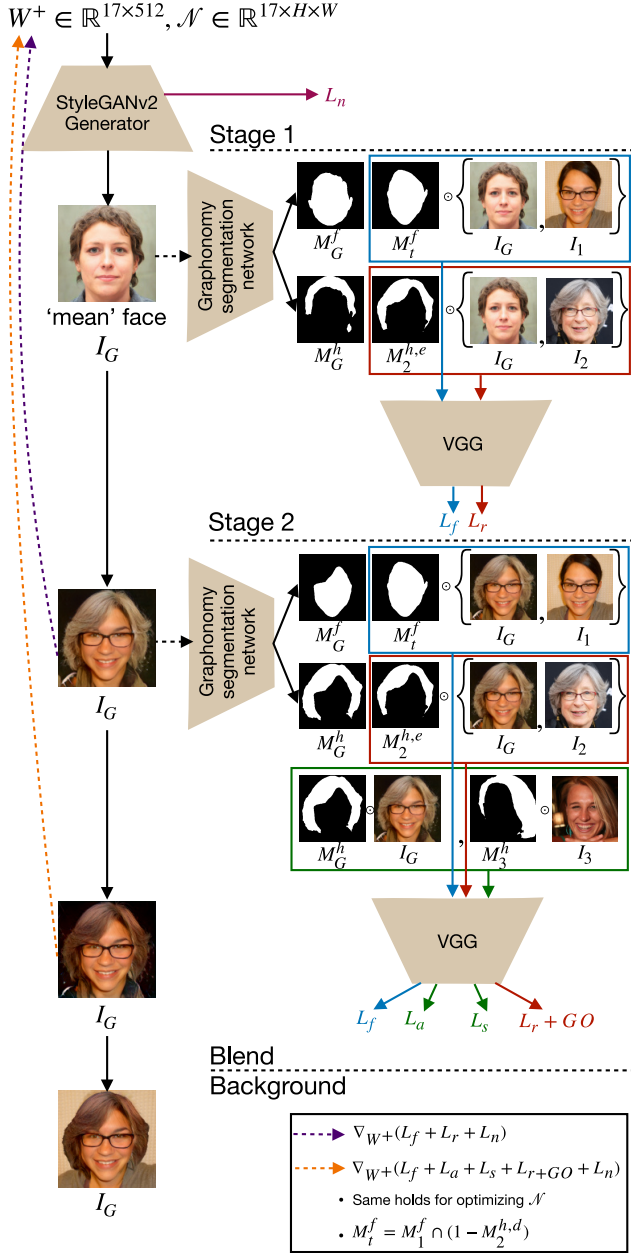 W⁺ ∈ ℝ^{17×512}, 𝒩 ∈ ℝ^{17×H×W}
StyleGANv2
Generator
L_n
Stage 1
Graphonomy
segmentation
network
M_G^f
M_t^f
⊙ { I_G , I_1 }
'mean' face
I_G
M_G^h
M_2^{h,e}
⊙ { I_G , I_2 }
VGG
L_f L_r
Stage 2
Graphonomy
segmentation
network
M_G^f
M_t^f
⊙ { I_G , I_1 }
I_G
M_G^h
M_2^{h,e}
⊙ { I_G , I_2 }
M_G^h ⊙ I_G , M_3^h ⊙ I_3
VGG
I_G
L_f L_a L_s L_r + GO
Blend
Background
I_G
∇_{W+}(L_f + L_r + L_n)
∇_{W+}(L_f + L_a + L_s + L_{r+GO} + L_n)
• Same holds for optimizing 𝒩
• M_t^f = M_1^f ∩ (1 − M_2^{h,d})